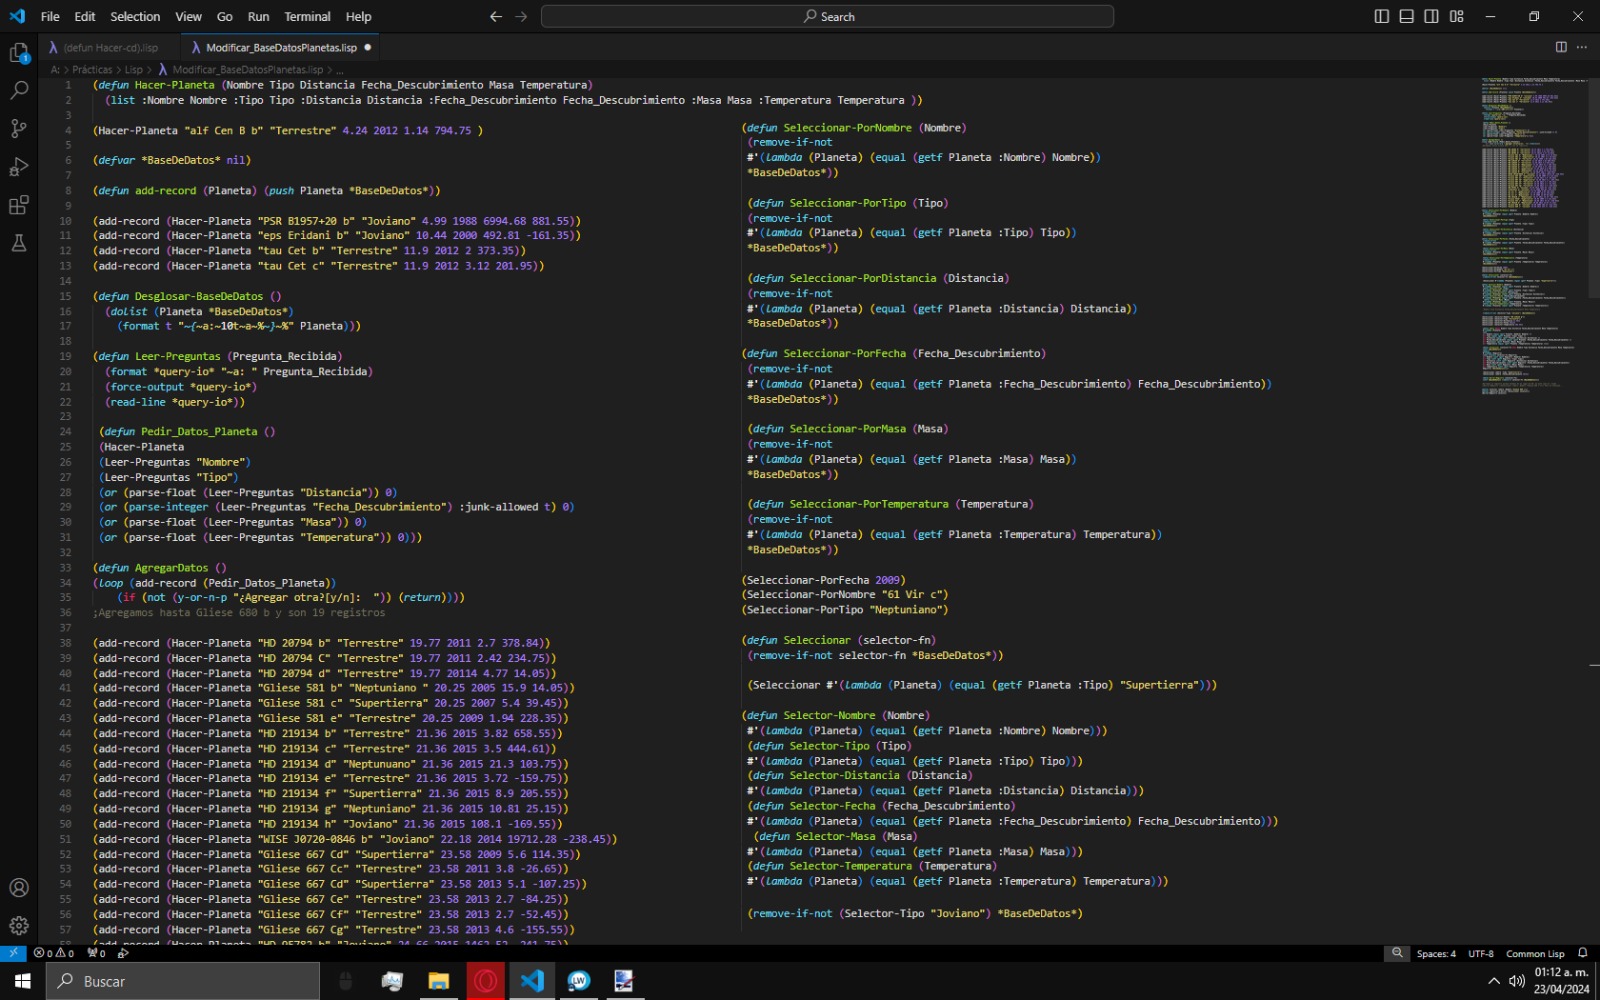 File Edit Selection View Go Run Terminal Help
Search
(defun Hacer-cd).lisp
Modificar_BaseDatosPlanetas.lisp
A: > Prácticas > Lisp > Modificar_BaseDatosPlanetas.lisp > ...
1 (defun Hacer-Planeta (Nombre Tipo Distancia Fecha_Descubrimiento Masa Temperatura)
2 (list :Nombre Nombre :Tipo Tipo :Distancia Distancia :Fecha_Descubrimiento Fecha_Descubrimiento :Masa Masa :Temperatura Temperatura ))
3
4 (Hacer-Planeta "alf Cen B b" "Terrestre" 4.24 2012 1.14 794.75 )
5
6 (defvar *BaseDeDatos* nil)
7
8 (defun add-record (Planeta) (push Planeta *BaseDeDatos*))
9
10 (add-record (Hacer-Planeta "PSR B1957+20 b" "Joviano" 4.99 1988 6994.68 881.55))
11 (add-record (Hacer-Planeta "eps Eridani b" "Joviano" 10.44 2000 492.81 -161.35))
12 (add-record (Hacer-Planeta "tau Cet b" "Terrestre" 11.9 2012 2 373.35))
13 (add-record (Hacer-Planeta "tau Cet c" "Terrestre" 11.9 2012 3.12 201.95))
14
15 (defun Desglosar-BaseDeDatos ()
16 (dolist (Planeta *BaseDeDatos*)
17 (format t "~{~a:~10t~a~%~}~%" Planeta)))
18
19 (defun Leer-Preguntas (Pregunta_Recibida)
20 (format *query-io* "~a: " Pregunta_Recibida)
21 (force-output *query-io*)
22 (read-line *query-io*))
23
24 (defun Pedir_Datos_Planeta ()
25 (Hacer-Planeta
26 (Leer-Preguntas "Nombre")
27 (Leer-Preguntas "Tipo")
28 (or (parse-float (Leer-Preguntas "Distancia")) 0)
29 (or (parse-integer (Leer-Preguntas "Fecha_Descubrimiento") :junk-allowed t) 0)
30 (or (parse-float (Leer-Preguntas "Masa")) 0)
31 (or (parse-float (Leer-Preguntas "Temperatura")) 0)))
32
33 (defun AgregarDatos ()
34 (loop (add-record (Pedir_Datos_Planeta))
35 (if (not (y-or-n-p "¿Agregar otra?[y/n]:  ")) (return))))
36 ;Agregamos hasta Gliese 680 b y son 19 registros
37
38 (add-record (Hacer-Planeta "HD 20794 b" "Terrestre" 19.77 2011 2.7 378.84))
39 (add-record (Hacer-Planeta "HD 20794 C" "Terrestre" 19.77 2011 2.42 234.75))
40 (add-record (Hacer-Planeta "HD 20794 d" "Terrestre" 19.77 20114 4.77 14.05))
41 (add-record (Hacer-Planeta "Gliese 581 b" "Neptuniano " 20.25 2005 15.9 14.05))
42 (add-record (Hacer-Planeta "Gliese 581 c" "Supertierra" 20.25 2007 5.4 39.45))
43 (add-record (Hacer-Planeta "Gliese 581 e" "Terrestre" 20.25 2009 1.94 228.35))
44 (add-record (Hacer-Planeta "HD 219134 b" "Terrestre" 21.36 2015 3.82 658.55))
45 (add-record (Hacer-Planeta "HD 219134 c" "Terrestre" 21.36 2015 3.5 444.61))
46 (add-record (Hacer-Planeta "HD 219134 d" "Neptunuano" 21.36 2015 21.3 103.75))
47 (add-record (Hacer-Planeta "HD 219134 e" "Terrestre" 21.36 2015 3.72 -159.75))
48 (add-record (Hacer-Planeta "HD 219134 f" "Supertierra" 21.36 2015 8.9 205.55))
49 (add-record (Hacer-Planeta "HD 219134 g" "Neptuniano" 21.36 2015 10.81 25.15))
50 (add-record (Hacer-Planeta "HD 219134 h" "Joviano" 21.36 2015 108.1 -169.55))
51 (add-record (Hacer-Planeta "WISE J0720-0846 b" "Joviano" 22.18 2014 19712.28 -238.45))
52 (add-record (Hacer-Planeta "Gliese 667 Cd" "Supertierra" 23.58 2009 5.6 114.35))
53 (add-record (Hacer-Planeta "Gliese 667 Cc" "Terrestre" 23.58 2011 3.8 -26.65))
54 (add-record (Hacer-Planeta "Gliese 667 Cd" "Supertierra" 23.58 2013 5.1 -107.25))
55 (add-record (Hacer-Planeta "Gliese 667 Ce" "Terrestre" 23.58 2013 2.7 -84.25))
56 (add-record (Hacer-Planeta "Gliese 667 Cf" "Terrestre" 23.58 2013 2.7 -52.45))
57 (add-record (Hacer-Planeta "Gliese 667 Cg" "Terrestre" 23.58 2013 4.6 -155.55))
(defun Seleccionar-PorNombre (Nombre)
(remove-if-not
#'(lambda (Planeta) (equal (getf Planeta :Nombre) Nombre))
*BaseDeDatos*))
(defun Seleccionar-PorTipo (Tipo)
(remove-if-not
#'(lambda (Planeta) (equal (getf Planeta :Tipo) Tipo))
*BaseDeDatos*))
(defun Seleccionar-PorDistancia (Distancia)
(remove-if-not
#'(lambda (Planeta) (equal (getf Planeta :Distancia) Distancia))
*BaseDeDatos*))
(defun Seleccionar-PorFecha (Fecha_Descubrimiento)
(remove-if-not
#'(lambda (Planeta) (equal (getf Planeta :Fecha_Descubrimiento) Fecha_Descubrimiento))
*BaseDeDatos*))
(defun Seleccionar-PorMasa (Masa)
(remove-if-not
#'(lambda (Planeta) (equal (getf Planeta :Masa) Masa))
*BaseDeDatos*))
(defun Seleccionar-PorTemperatura (Temperatura)
(remove-if-not
#'(lambda (Planeta) (equal (getf Planeta :Temperatura) Temperatura))
*BaseDeDatos*))
(Seleccionar-PorFecha 2009)
(Seleccionar-PorNombre "61 Vir c")
(Seleccionar-PorTipo "Neptuniano")
(defun Seleccionar (selector-fn)
(remove-if-not selector-fn *BaseDeDatos*))
(Seleccionar #'(lambda (Planeta) (equal (getf Planeta :Tipo) "Supertierra")))
(defun Selector-Nombre (Nombre)
#'(lambda (Planeta) (equal (getf Planeta :Nombre) Nombre)))
(defun Selector-Tipo (Tipo)
#'(lambda (Planeta) (equal (getf Planeta :Tipo) Tipo)))
(defun Selector-Distancia (Distancia)
#'(lambda (Planeta) (equal (getf Planeta :Distancia) Distancia)))
(defun Selector-Fecha (Fecha_Descubrimiento)
#'(lambda (Planeta) (equal (getf Planeta :Fecha_Descubrimiento) Fecha_Descubrimiento)))
(defun Selector-Masa (Masa)
#'(lambda (Planeta) (equal (getf Planeta :Masa) Masa)))
(defun Selector-Temperatura (Temperatura)
#'(lambda (Planeta) (equal (getf Planeta :Temperatura) Temperatura)))
(remove-if-not (Selector-Tipo "Joviano") *BaseDeDatos*)
0 0 0 Spaces: 4 UTF-8 Common Lisp
Buscar
LW
01:12 a. m.
23/04/2024